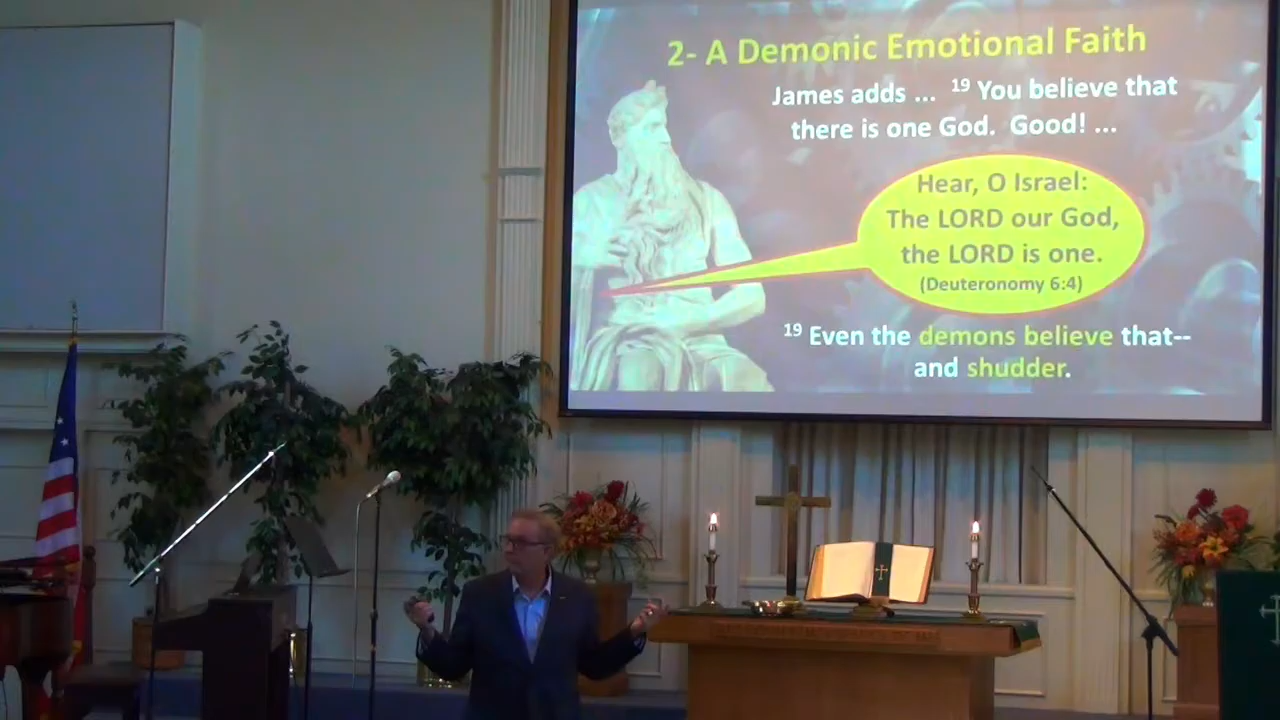 2- A Demonic Emotional Faith
James adds ... 19 You believe that
there is one God. Good! ...
Hear, O Israel:
The LORD our God,
the LORD is one.
(Deuteronomy 6:4)
19 Even the demons believe that--
and shudder.